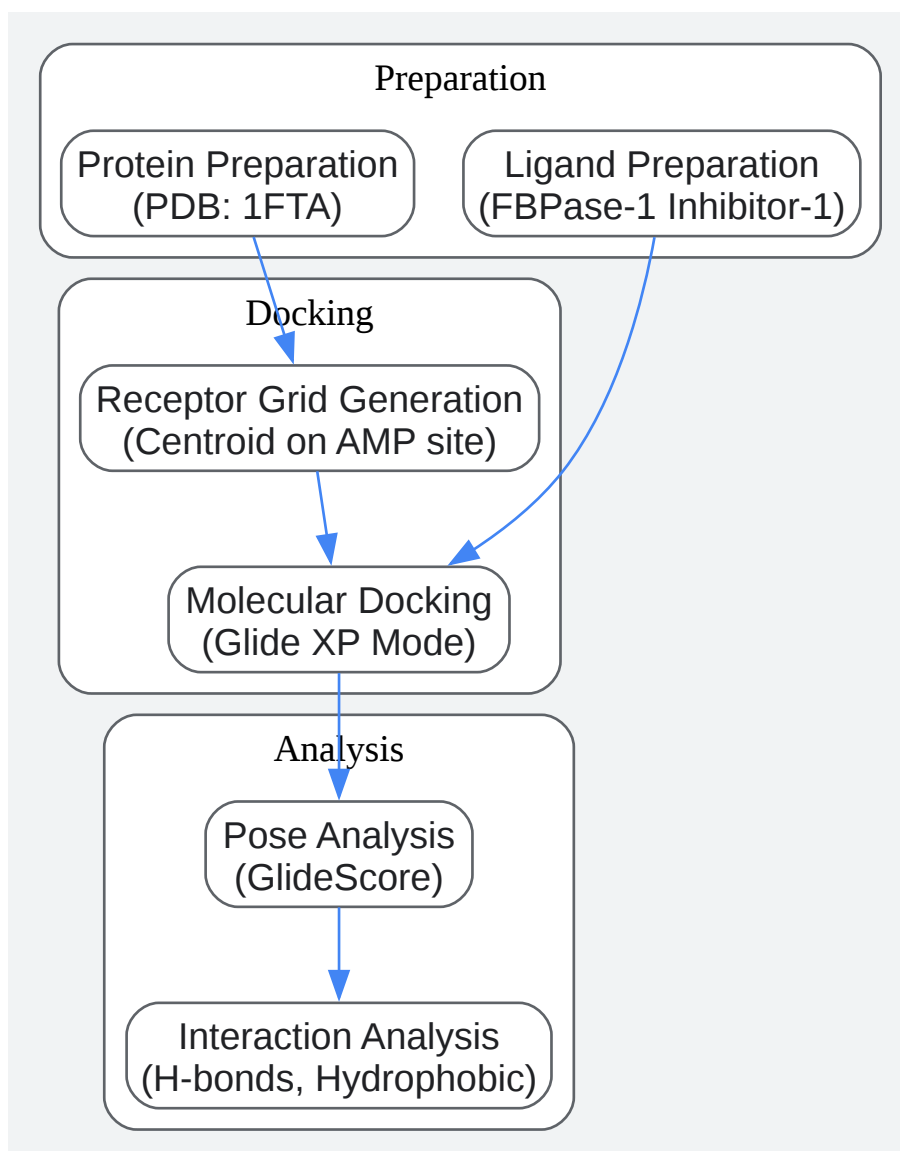 Preparation
Protein Preparation
(PDB: 1FTA)
Ligand Preparation
(FBPase-1 Inhibitor-1)
Docking
Receptor Grid Generation
(Centroid on AMP site)
Molecular Docking
(Glide XP Mode)
Analysis
Pose Analysis
(GlideScore)
Interaction Analysis
(H-bonds, Hydrophobic)